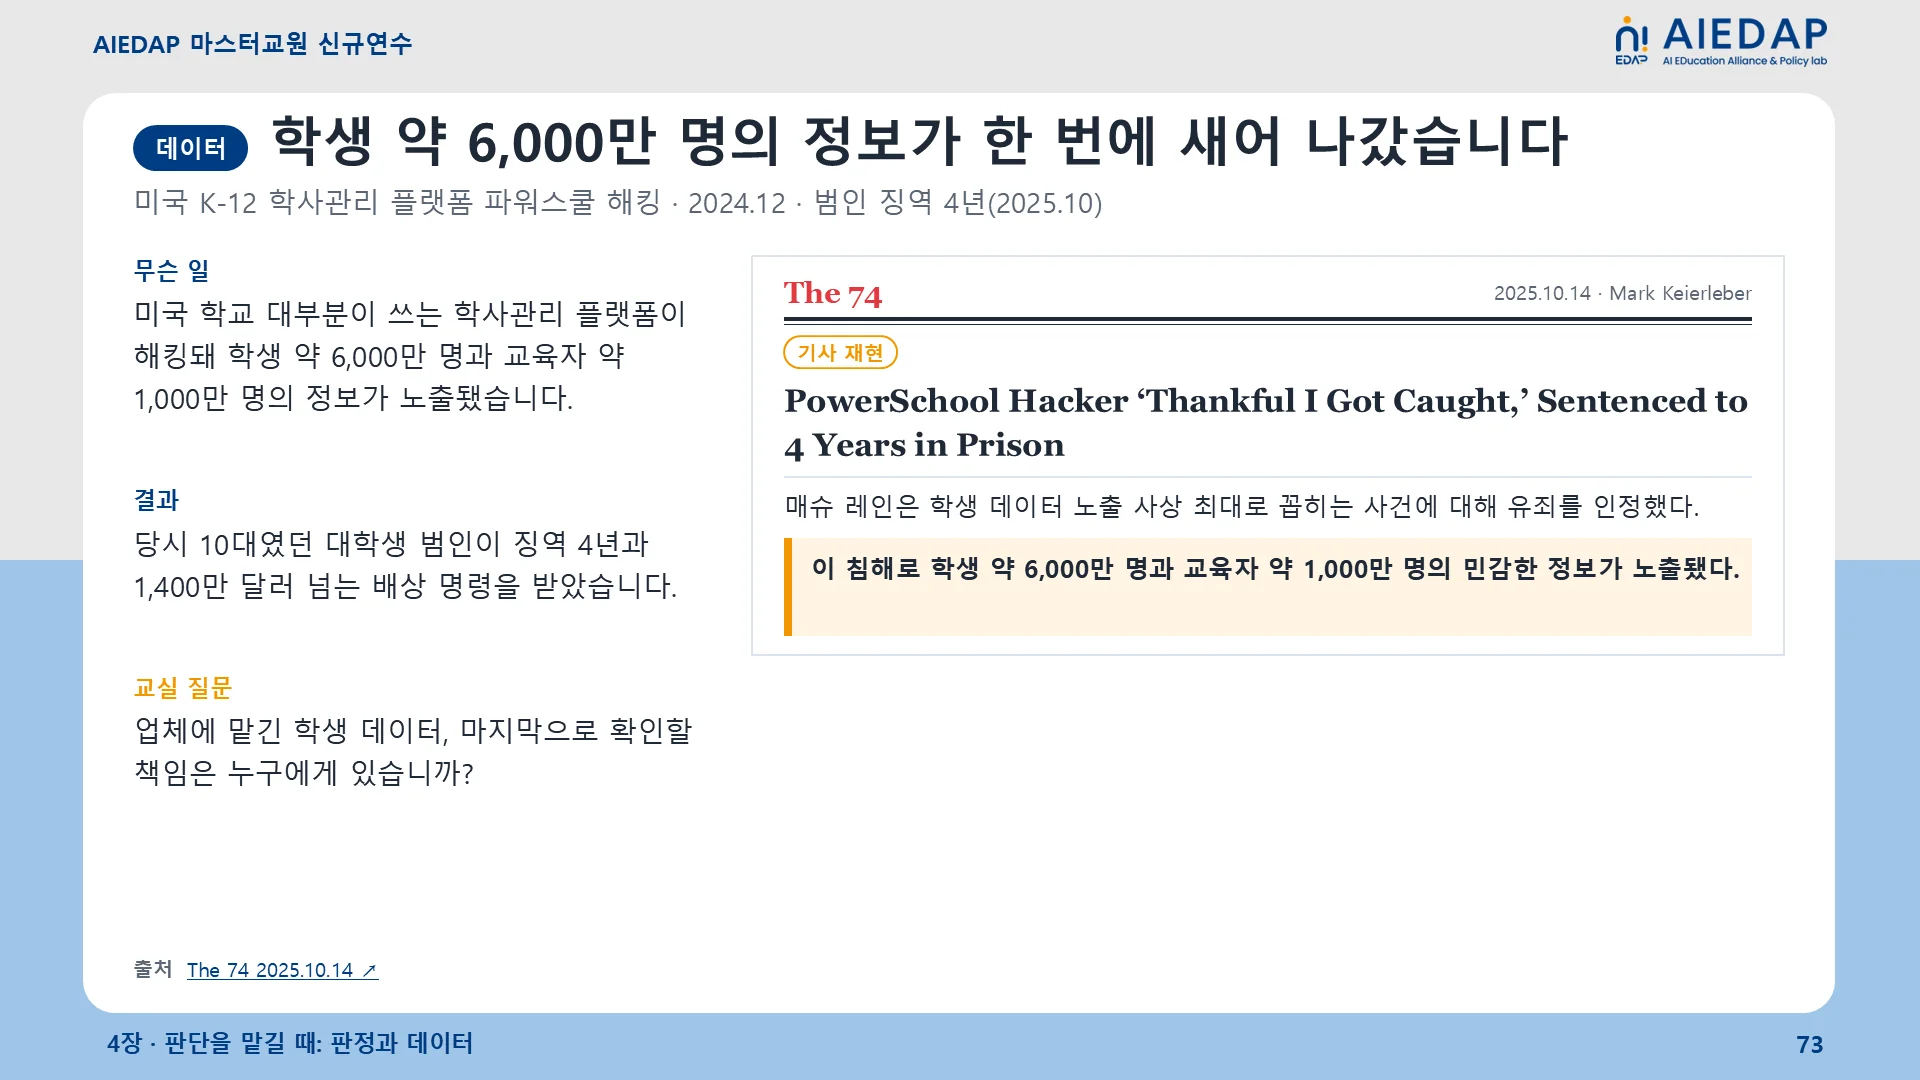 AIEDAP 마스터교원 신규연수
EDAP
AIEDAP
AI EDucation Alliance & Policy lab
데이터
학생 약 6,000만 명의 정보가 한 번에 새어 나갔습니다
미국 K-12 학사관리 플랫폼 파워스쿨 해킹 · 2024.12 · 범인 징역 4년(2025.10)
무슨 일
미국 학교 대부분이 쓰는 학사관리 플랫폼이
해킹돼 학생 약 6,000만 명과 교육자 약
1,000만 명의 정보가 노출됐습니다.
결과
당시 10대였던 대학생 범인이 징역 4년과
1,400만 달러 넘는 배상 명령을 받았습니다.
교실 질문
업체에 맡긴 학생 데이터, 마지막으로 확인할
책임은 누구에게 있습니까?
The 74
2025.10.14 · Mark Keierleber
기사 재현
PowerSchool Hacker ‘Thankful I Got Caught,’ Sentenced to
4 Years in Prison
매슈 레인은 학생 데이터 노출 사상 최대로 꼽히는 사건에 대해 유죄를 인정했다.
이 침해로 학생 약 6,000만 명과 교육자 약 1,000만 명의 민감한 정보가 노출됐다.
출처 The 74 2025.10.14 ↗
4장 · 판단을 맡길 때: 판정과 데이터
73